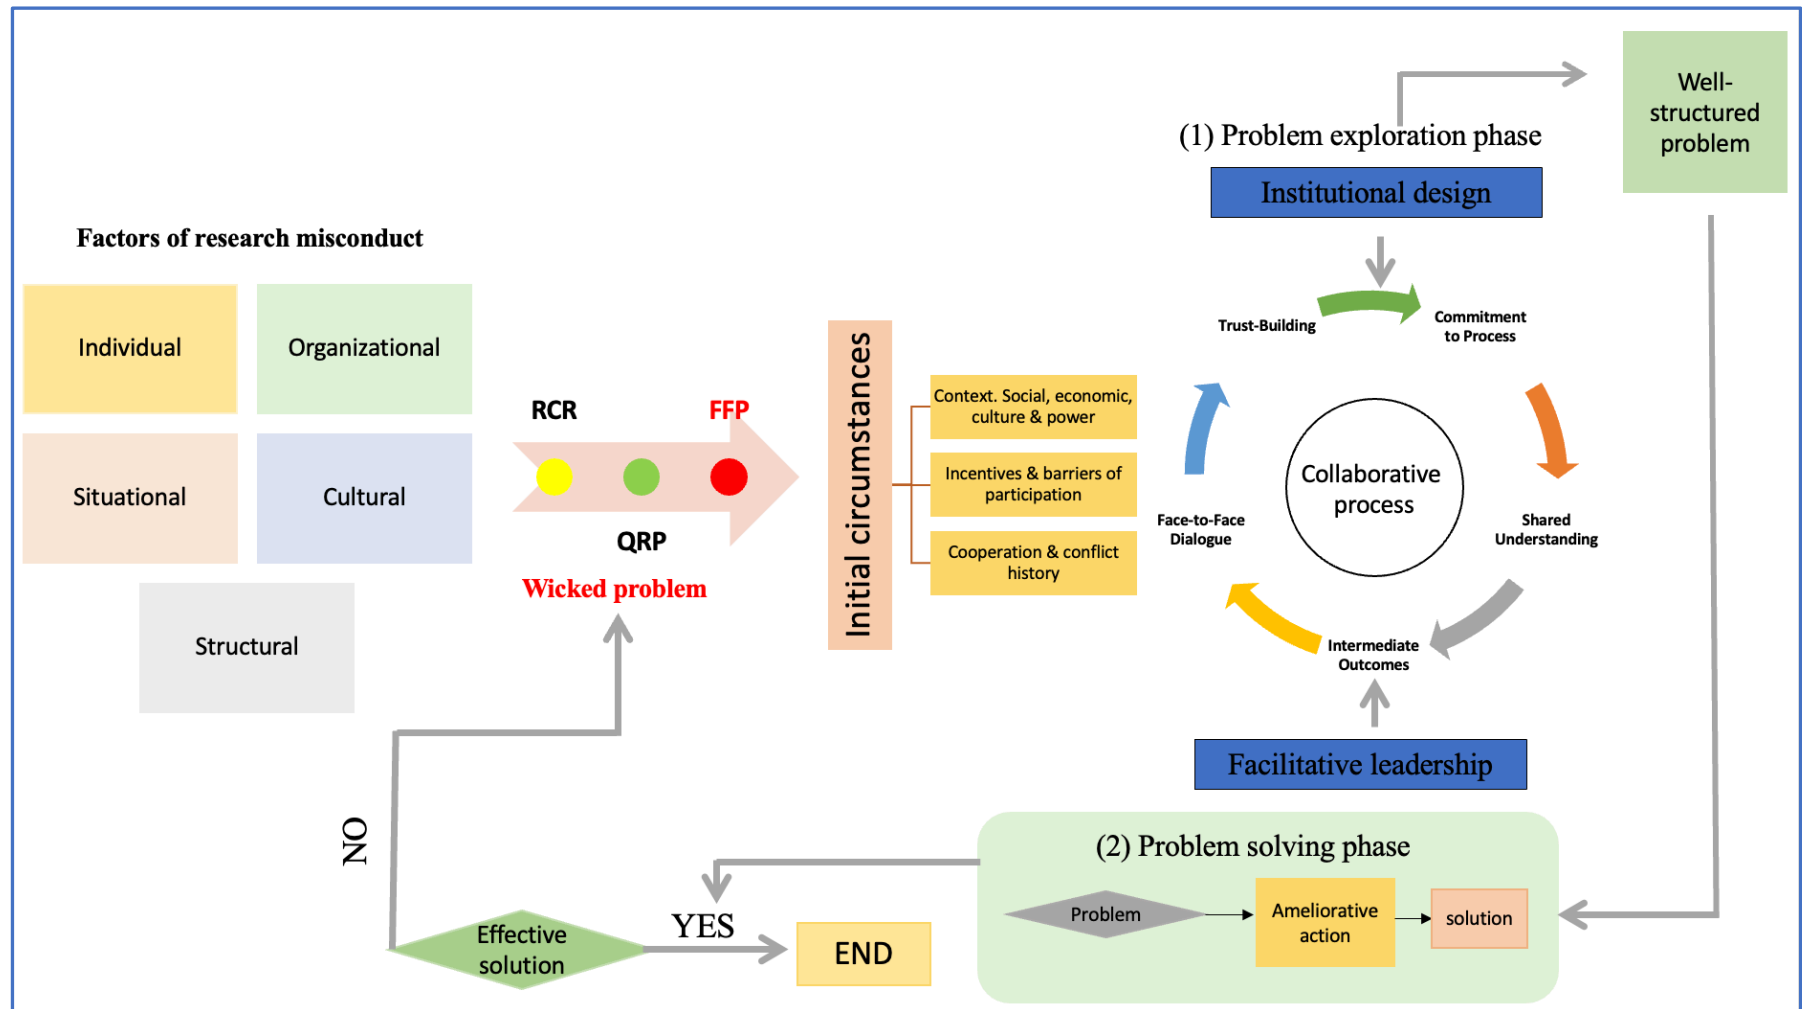 (1) Problem exploration phase
Institutional design
Well-
structured
problem
Factors of research misconduct
Individual
Organizational
Situational
Cultural
Structural
RCR
FFP
QRP
Wicked problem
Initial circumstances
Context. Social, economic,
culture & power
Incentives & barriers of
participation
Cooperation & conflict
history
Trust-Building
Commitment
to Process
Collaborative
process
Face-to-Face
Dialogue
Shared
Understanding
Intermediate
Outcomes
Facilitative leadership
(2) Problem solving phase
Problem
Ameliorative
action
solution
NO
Effective
solution
YES
END